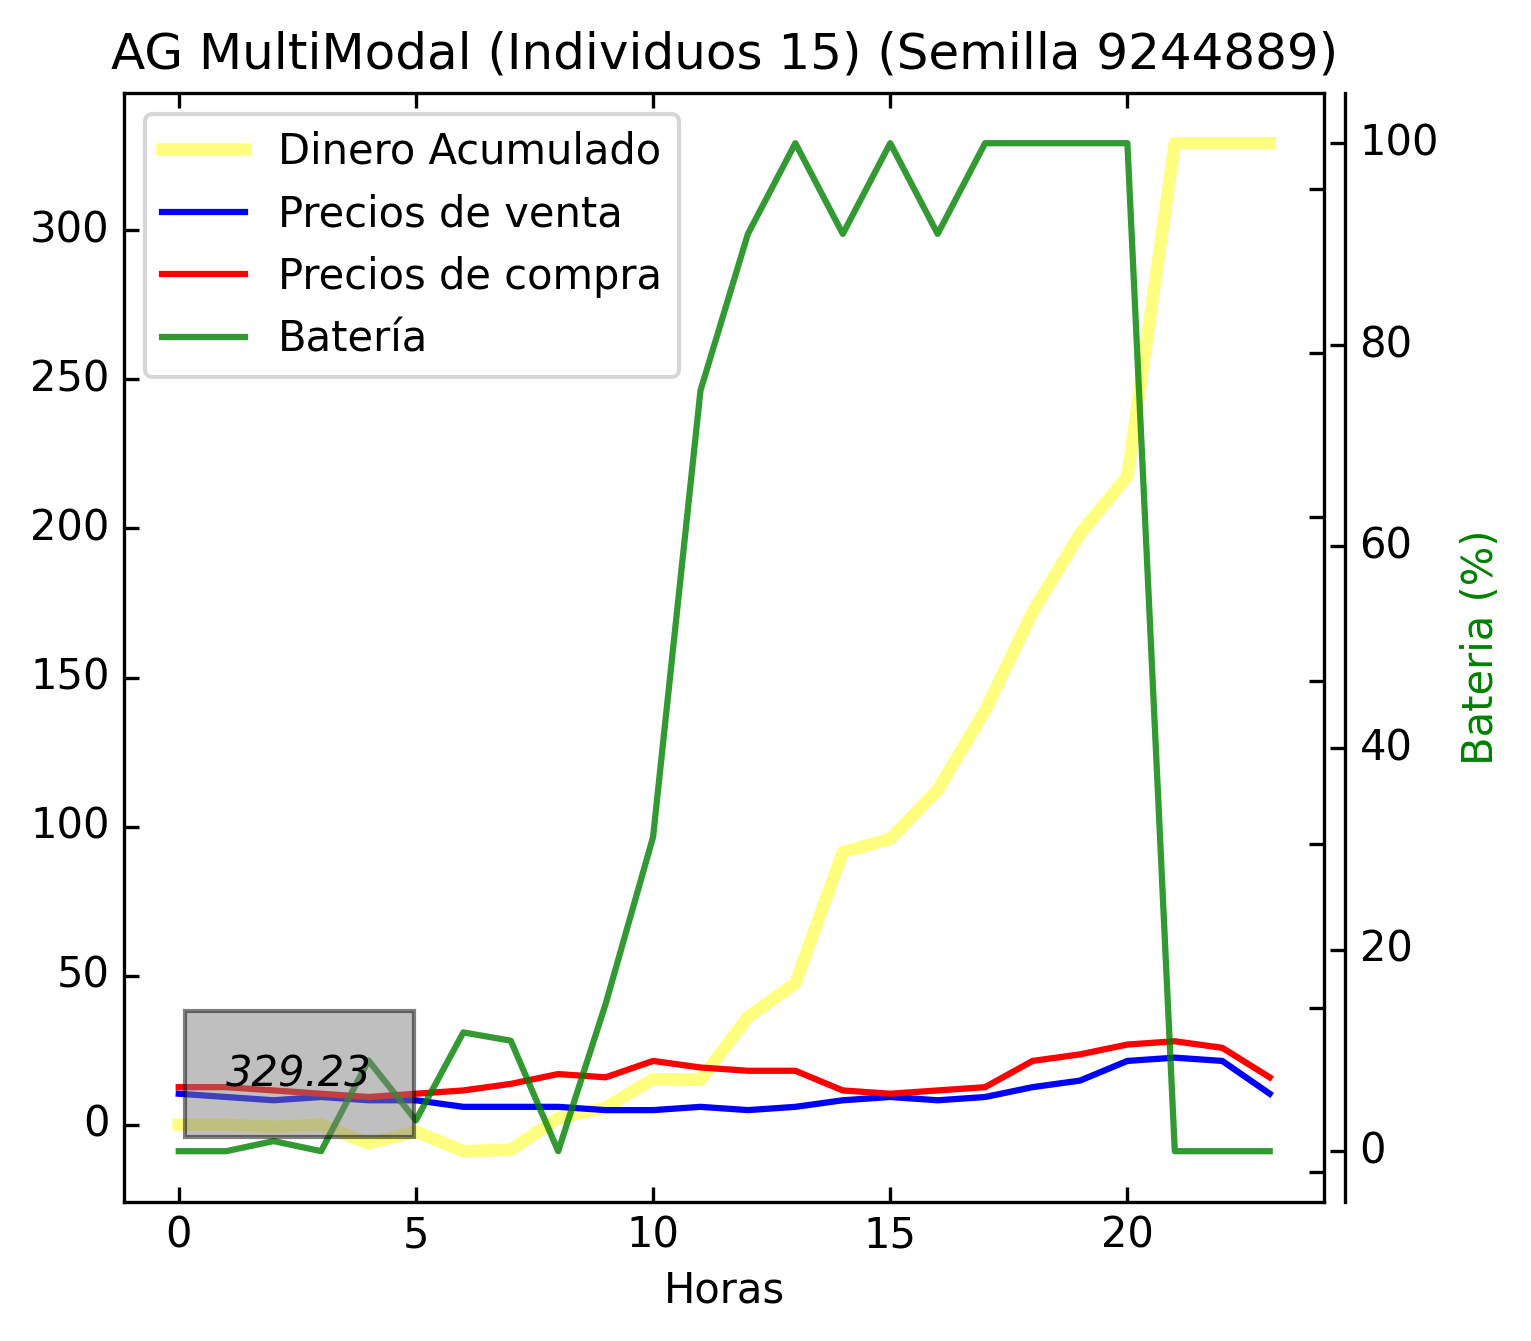 AG MultiModal (Individuos 15) (Semilla 9244889)
Dinero Acumulado
Precios de venta
Precios de compra
Batería
300
250
200
150
100
50
0
329.23
100
80
60
40
20
0
Bateria (%)
0 5 10 15 20
Horas